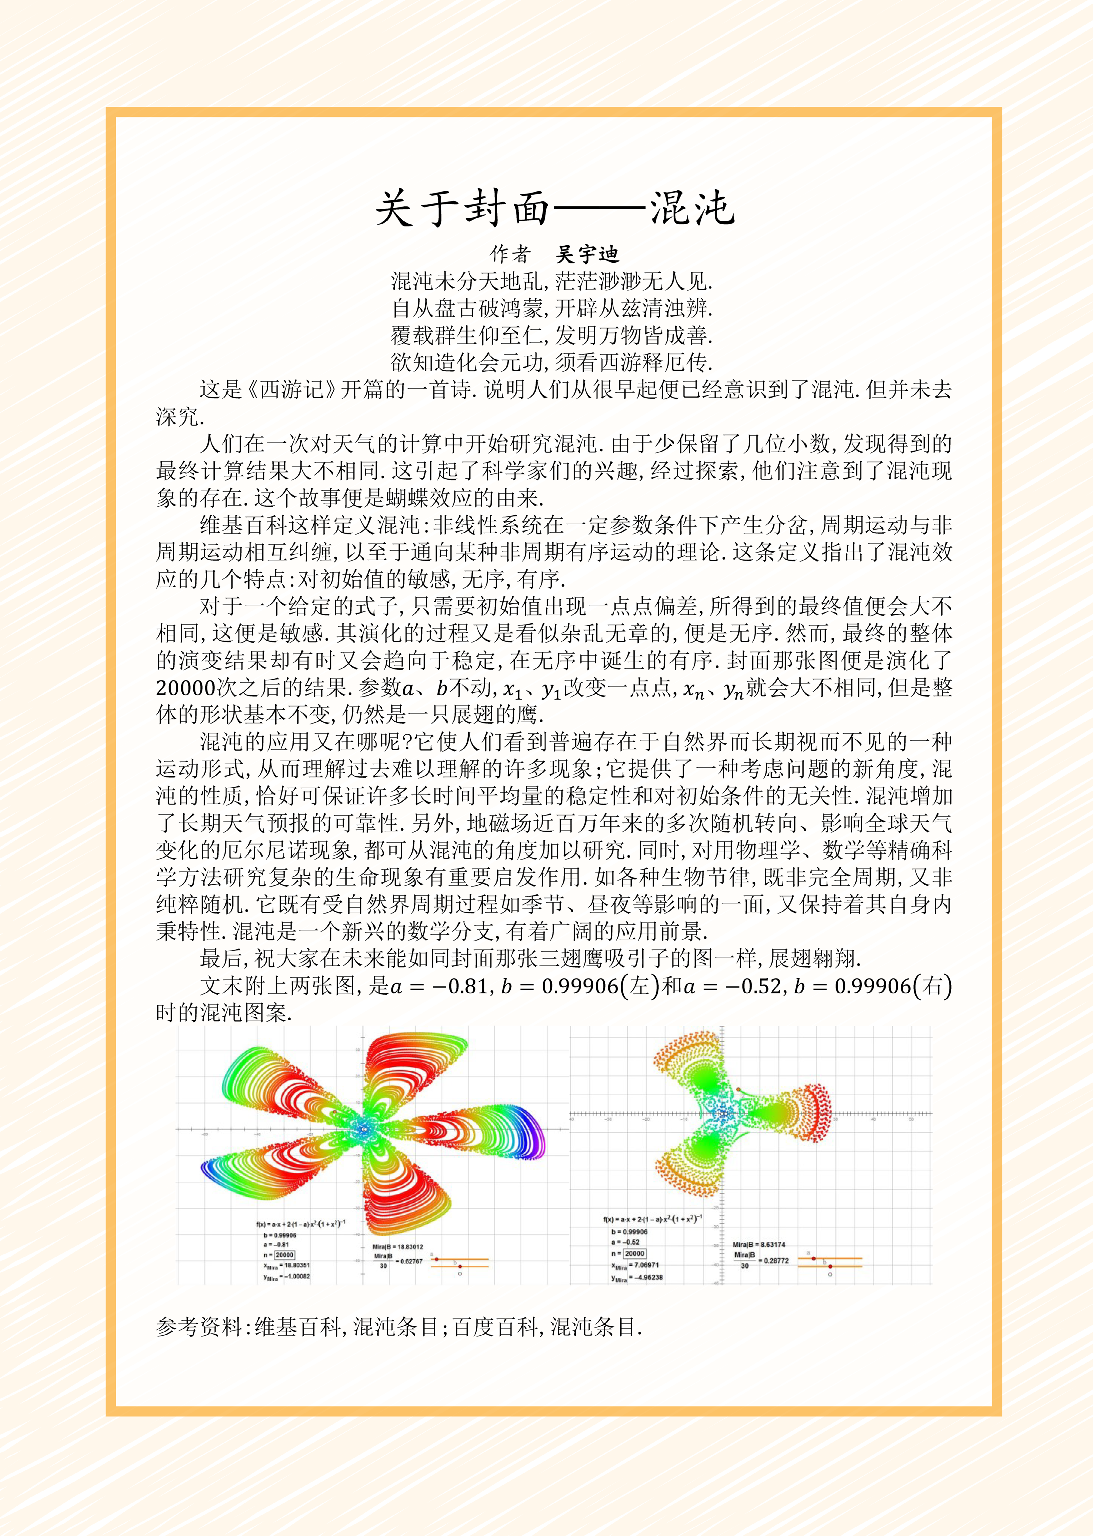 关于封面——混沌
作者 吴宇迪
混沌未分天地乱,茫茫渺渺无人见.
自从盘古破鸿蒙,开辟从兹清浊辨.
覆载群生仰至仁,发明万物皆成善.
欲知造化会元功,须看西游释厄传.
这是《西游记》开篇的一首诗.说明人们从很早起便已经意识到了混沌.但并未去
深究.
人们在一次对天气的计算中开始研究混沌.由于少保留了几位小数,发现得到的
最终计算结果大不相同.这引起了科学家们的兴趣,经过探索,他们注意到了混沌现
象的存在.这个故事便是蝴蝶效应的由来.
维基百科这样定义混沌:非线性系统在一定参数条件下产生分岔,周期运动与非
周期运动相互纠缠,以至于通向某种非周期有序运动的理论.这条定义指出了混沌效
应的几个特点:对初始值的敏感,无序,有序.
对于一个给定的式子,只需要初始值出现一点点偏差,所得到的最终值便会大不
相同,这便是敏感.其演化的过程又是看似杂乱无章的,便是无序.然而,最终的整体
的演变结果却有时又会趋向于稳定,在无序中诞生的有序.封面那张图便是演化了
20000次之后的结果.参数a、b不动,x₁、y₁改变一点点,xₙ、yₙ就会大不相同,但是整
体的形状基本不变,仍然是一只展翅的鹰.
混沌的应用又在哪呢?它使人们看到普遍存在于自然界而长期视而不见的一种
运动形式,从而理解过去难以理解的许多现象;它提供了一种考虑问题的新角度,混
沌的性质,恰好可保证许多长时间平均量的稳定性和对初始条件的无关性.混沌增加
了长期天气预报的可靠性.另外,地磁场近百万年来的多次随机转向、影响全球天气
变化的厄尔尼诺现象,都可从混沌的角度加以研究.同时,对用物理学、数学等精确科
学方法研究复杂的生命现象有重要启发作用.如各种生物节律,既非完全周期,又非
纯粹随机.它既有受自然界周期过程如季节、昼夜等影响的一面,又保持着其自身内
秉特性.混沌是一个新兴的数学分支,有着广阔的应用前景.
最后,祝大家在未来能如同封面那张三翅鹰吸引子的图一样,展翅翱翔.
文末附上两张图,是a = −0.81, b = 0.99906(左)和a = −0.52, b = 0.99906(右)
时的混沌图案.
f(x) = a·x + 2·(1 − a)·x²·(1 + x²)⁻¹
b = 0.99906
a = −0.81
n = 20000
x_Mira = 18.80351
y_Mira = −1.00082
Mira|B = 18.83012
Mira|B
30
= 0.62767
a
b
f(x) = a·x + 2·(1 − a)·x²·(1 + x²)⁻¹
b = 0.99906
a = −0.52
n = 20000
x_Mira = 7.06971
y_Mira = −4.95238
Mira|B = 8.63174
Mira|B
30
= 0.28772
a
b
参考资料:维基百科,混沌条目;百度百科,混沌条目.